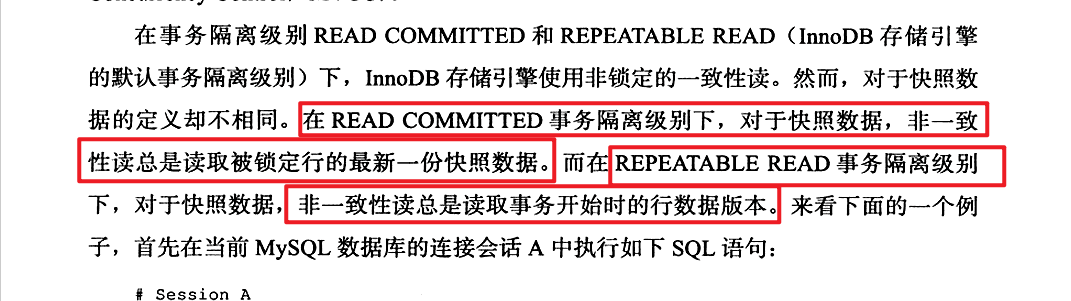 在事务隔离级别 READ COMMITTED 和 REPEATABLE READ（InnoDB 存储引擎
的默认事务隔离级别）下，InnoDB 存储引擎使用非锁定的一致性读。然而，对于快照数
据的定义却不相同。在 READ COMMITTED 事务隔离级别下，对于快照数据，非一致
性读总是读取被锁定行的最新一份快照数据。而在 REPEATABLE READ 事务隔离级别
下，对于快照数据，非一致性读总是读取事务开始时的行数据版本。来看下面的一个例
子，首先在当前 MySQL 数据库的连接会话 A 中执行如下 SQL 语句：
# Session A